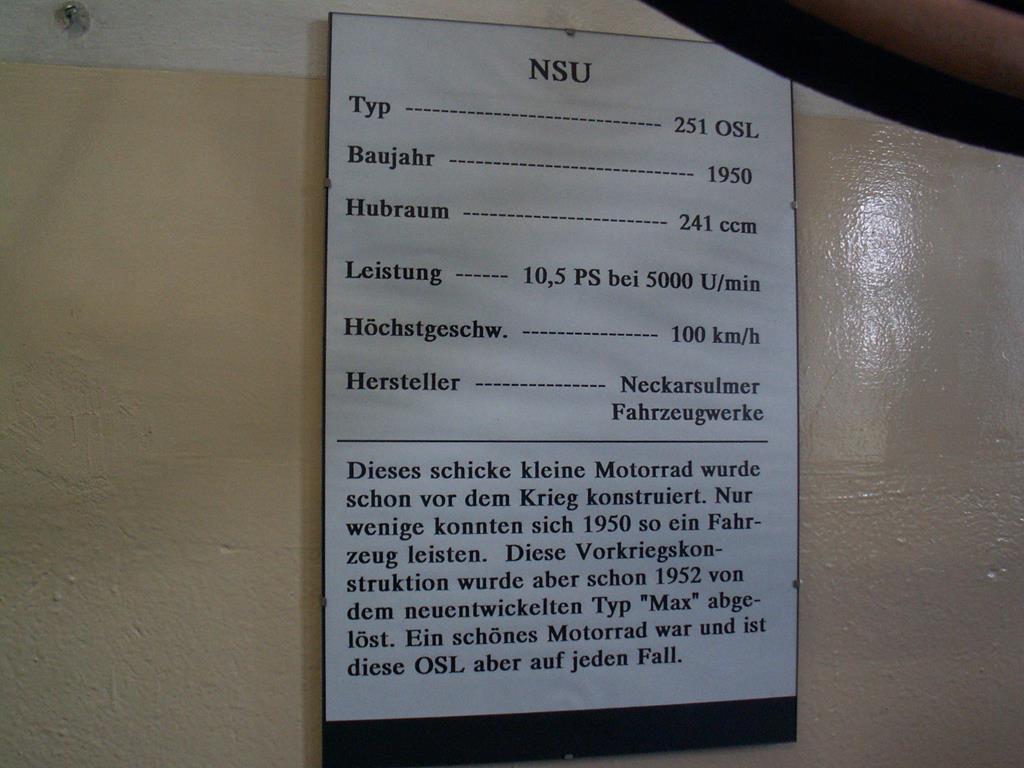 NSU
Typ ----------------------------- 251 OSL
Baujahr ---------------------------- 1950
Hubraum ----------------------- 241 ccm
Leistung ------ 10,5 PS bei 5000 U/min
Höchstgeschw. ---------------- 100 km/h
Hersteller --------------- Neckarsulmer
Fahrzeugwerke
Dieses schicke kleine Motorrad wurde
schon vor dem Krieg konstruiert. Nur
wenige konnten sich 1950 so ein Fahr-
zeug leisten.  Diese Vorkriegskon-
struktion wurde aber schon 1952 von
dem neuentwickelten Typ "Max" abge-
löst. Ein schönes Motorrad war und ist
diese OSL aber auf jeden Fall.